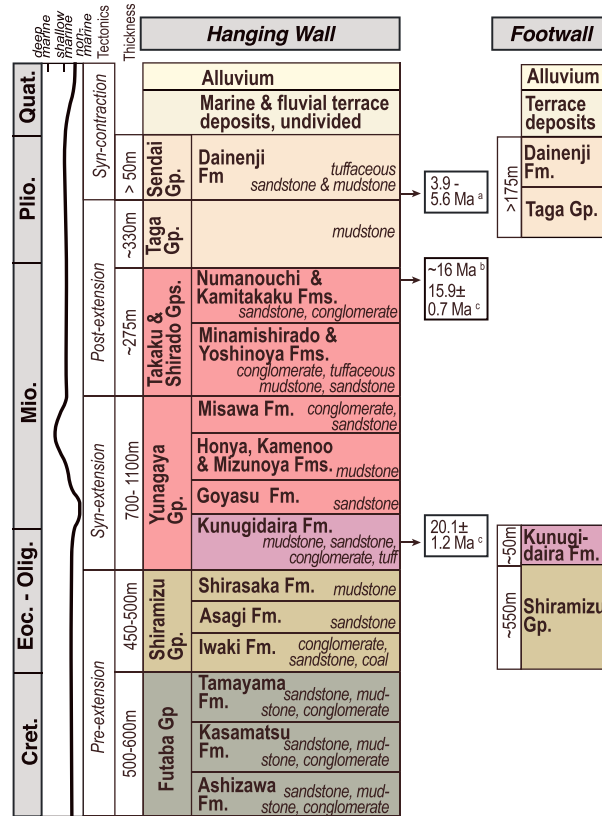 deep marine
shallow marine
non-marine
Tectonics
Thickness
Hanging Wall
Footwall
Quat.
Plio.
Mio.
Eoc. - Olig.
Cret.
Syn-contraction
Post-extension
Syn-extension
Pre-extension
> 50m
~330m
~275m
700- 1100m
450-500m
500-600m
Alluvium
Marine & fluvial terrace
deposits, undivided
Sendai
Gp.
Dainenji
Fm
tuffaceous
sandstone & mudstone
Taga
Gp.
mudstone
Takaku &
Shirado Gps.
Numanouchi &
Kamitakaku Fms.
sandstone, conglomerate
Minamishirado &
Yoshinoya Fms.
conglomerate, tuffaceous
mudstone, sandstone
Yunagaya
Gp.
Misawa Fm. conglomerate,
sandstone
Honya, Kamenoo
& Mizunoya Fms. mudstone
Goyasu Fm. sandstone
Kunugidaira Fm.
mudstone, sandstone,
conglomerate, tuff
Shiramizu
Gp.
Shirasaka Fm. mudstone
Asagi Fm. sandstone
Iwaki Fm. conglomerate,
sandstone, coal
Futaba Gp
Tamayama
Fm. sandstone, mud-
stone, conglomerate
Kasamatsu
Fm. sandstone, mud-
stone, conglomerate
Ashizawa
Fm. sandstone, mud-
stone, conglomerate
3.9 -
5.6 Ma a
~16 Ma b
15.9±
0.7 Ma c
20.1±
1.2 Ma c
Alluvium
Terrace
deposits
>175m
Dainenji
Fm.
Taga Gp.
~50m
Kunugi-
daira Fm.
~550m
Shiramizu
Gp.